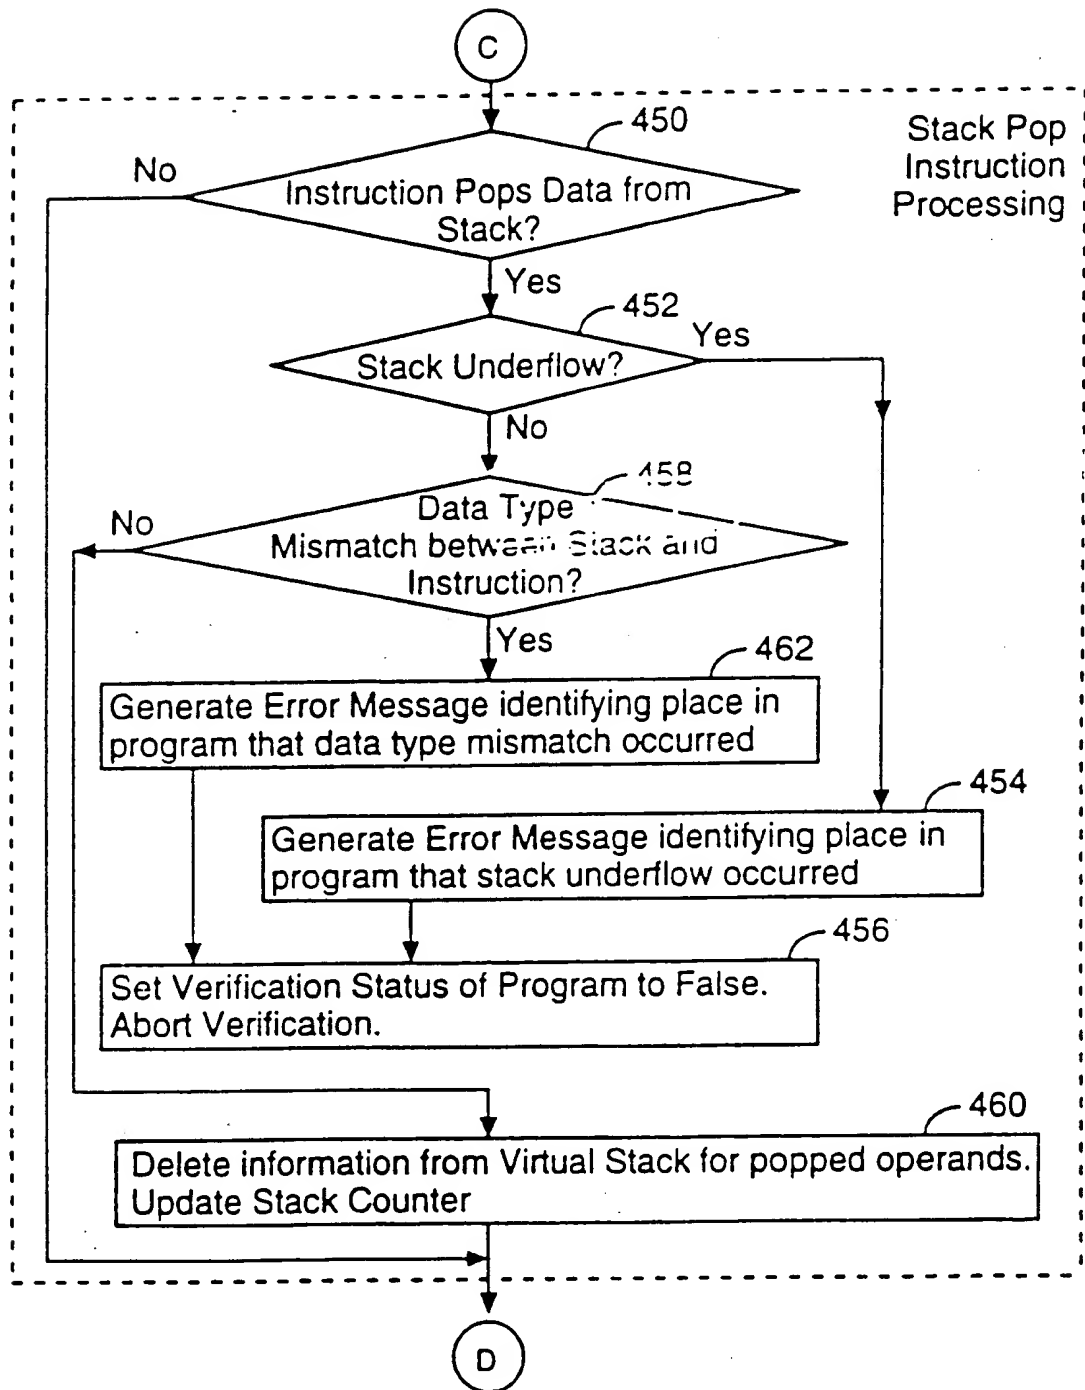 C
450
Stack Pop
Instruction
Processing
No
Instruction Pops Data from
Stack?
Yes
452
Yes
Stack Underflow?
No
458
No
Data Type
Mismatch between Stack and
Instruction?
Yes
462
Generate Error Message identifying place in
program that data type mismatch occurred
454
Generate Error Message identifying place in
program that stack underflow occurred
456
Set Verification Status of Program to False.
Abort Verification.
460
Delete information from Virtual Stack for popped operands.
Update Stack Counter
D